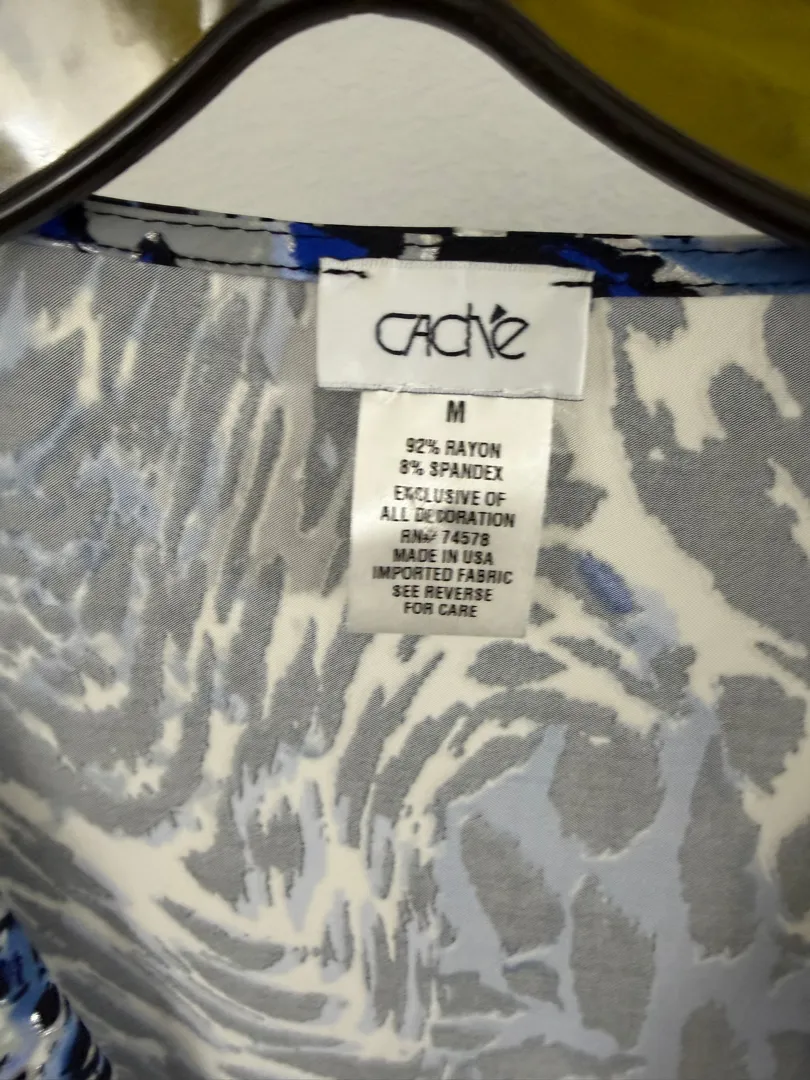 CACHé
M
92% RAYON
8% SPANDEX
EXCLUSIVE OF
ALL DECORATION
RN# 74578
MADE IN USA
IMPORTED FABRIC
SEE REVERSE
FOR CARE